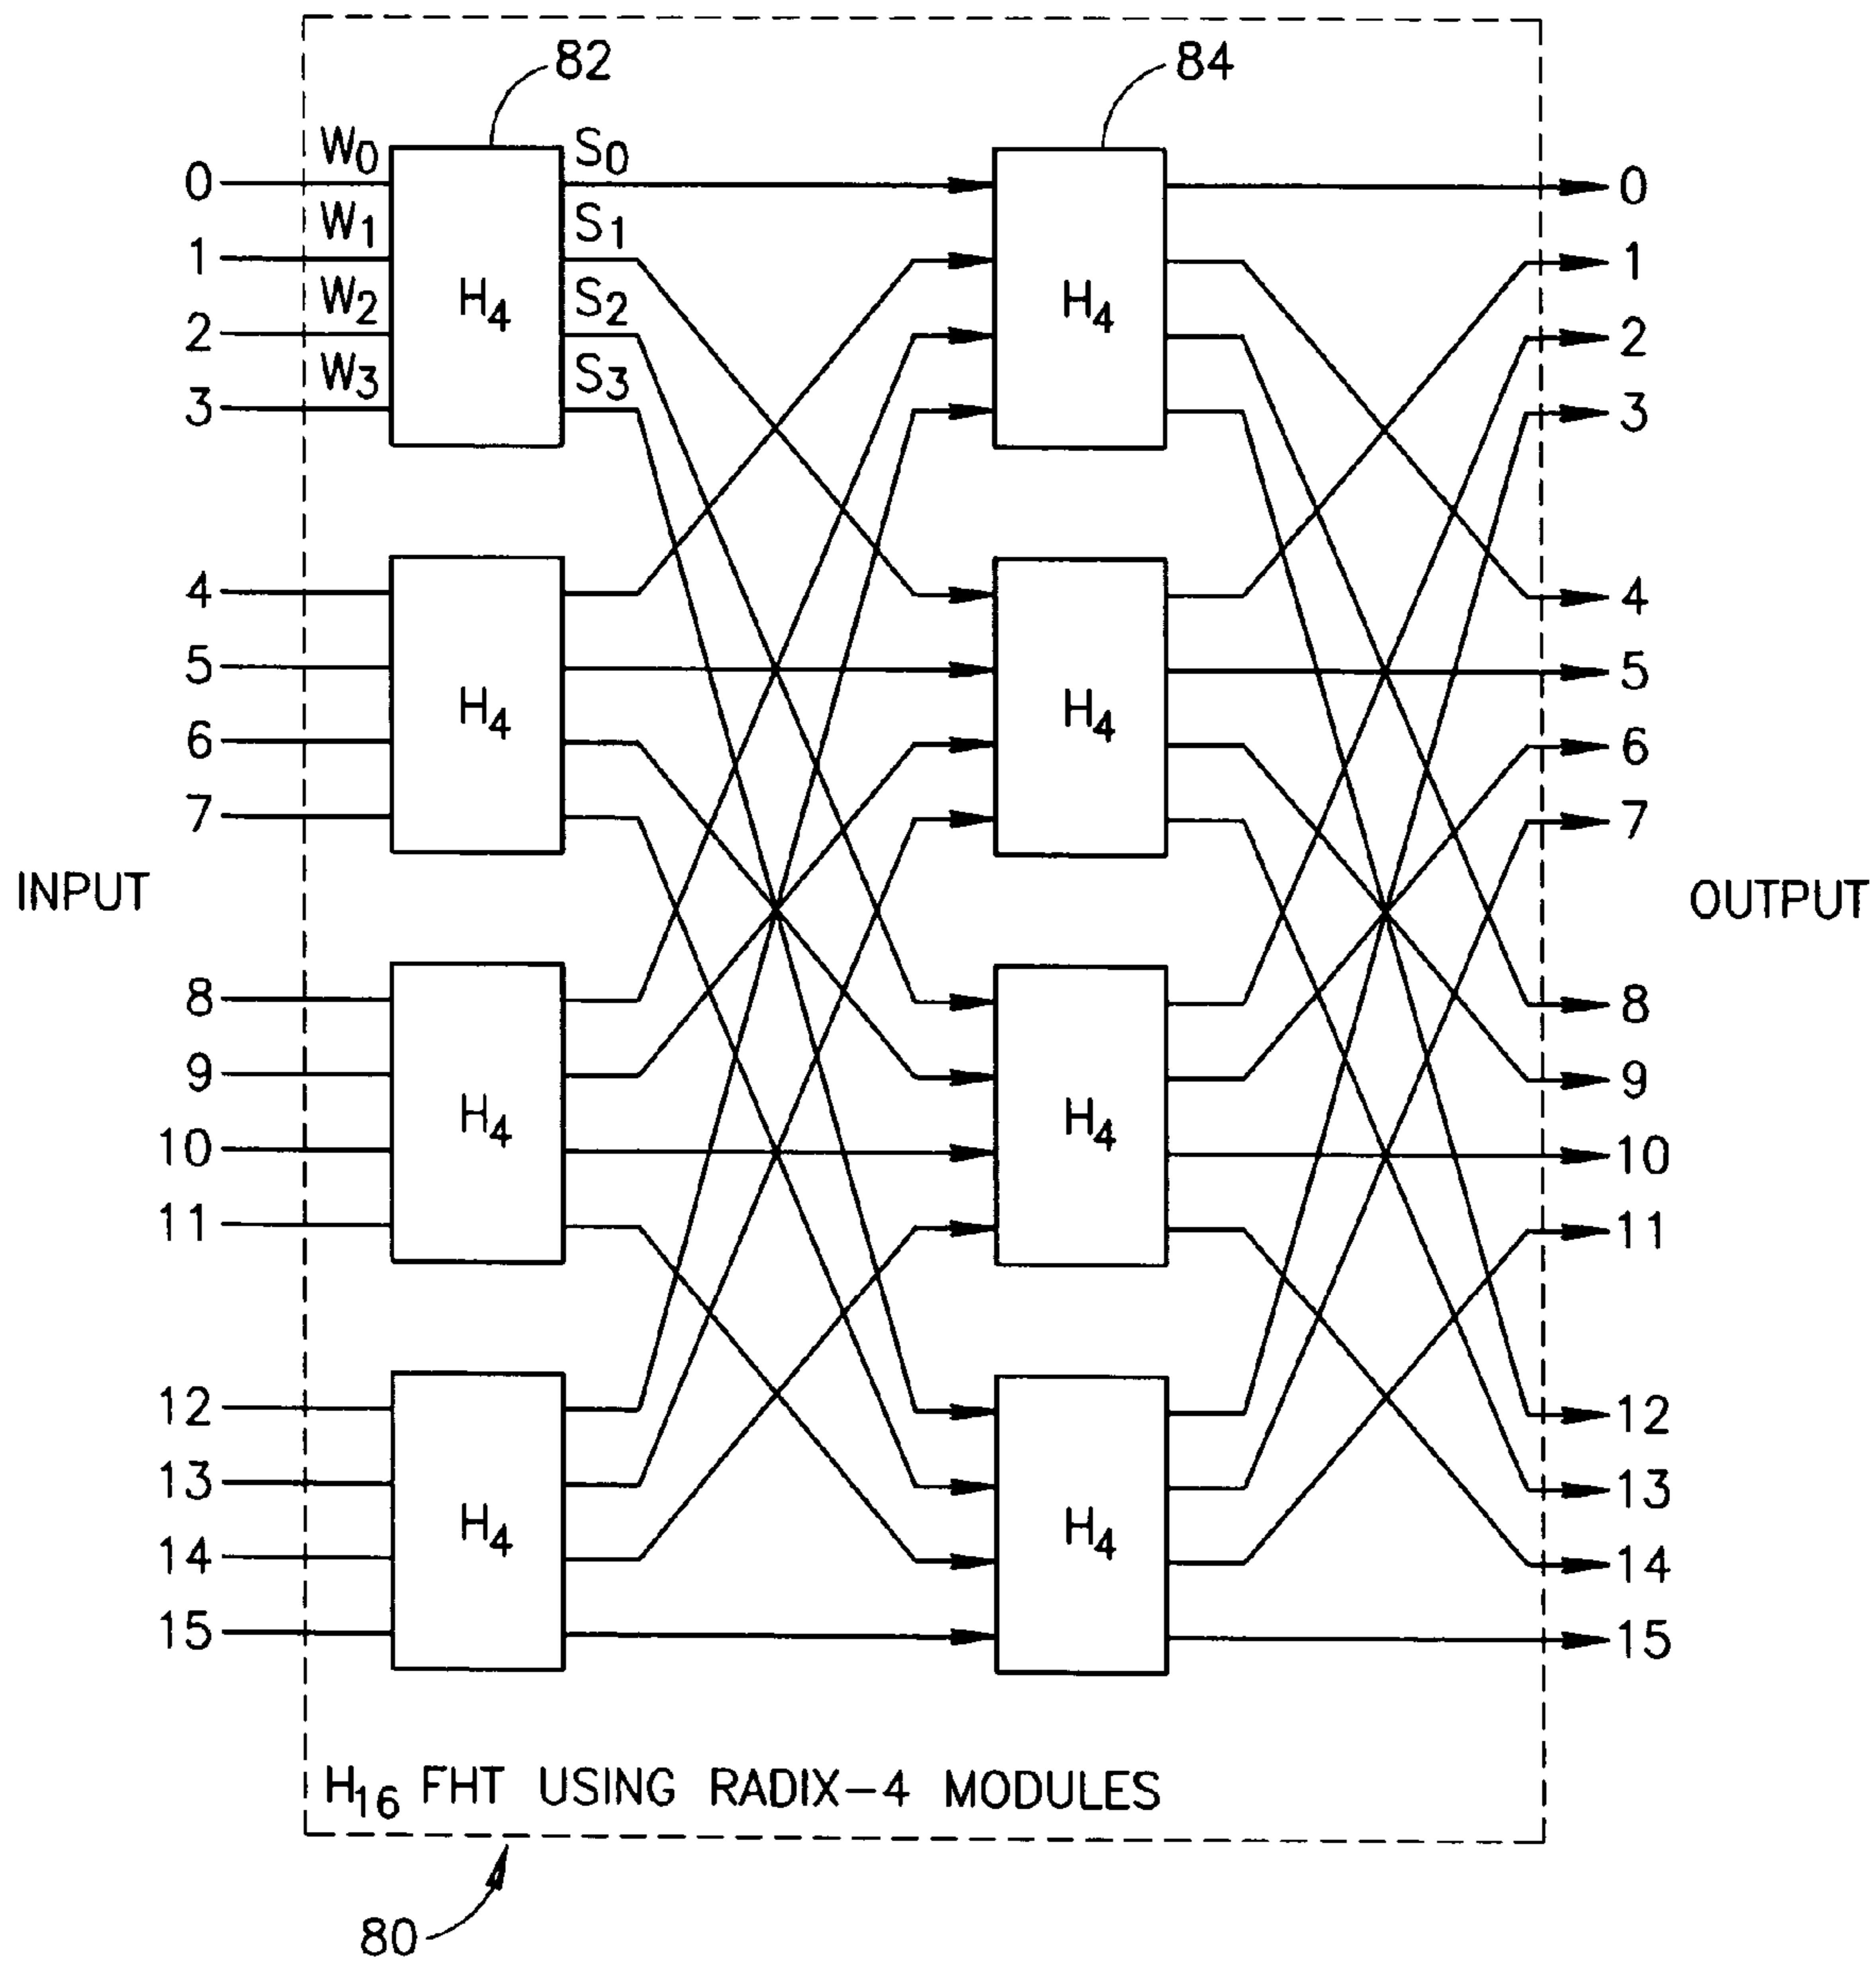 82
84
W0
S0
0
0
W1
S1
1
1
W2
H4
S2
H4
2
2
W3
S3
3
3
4
4
5
5
H4
H4
6
6
7
7
INPUT
OUTPUT
8
8
9
9
H4
H4
10
10
11
11
12
12
13
13
H4
H4
14
14
15
15
H16 FHT USING RADIX-4 MODULES
80